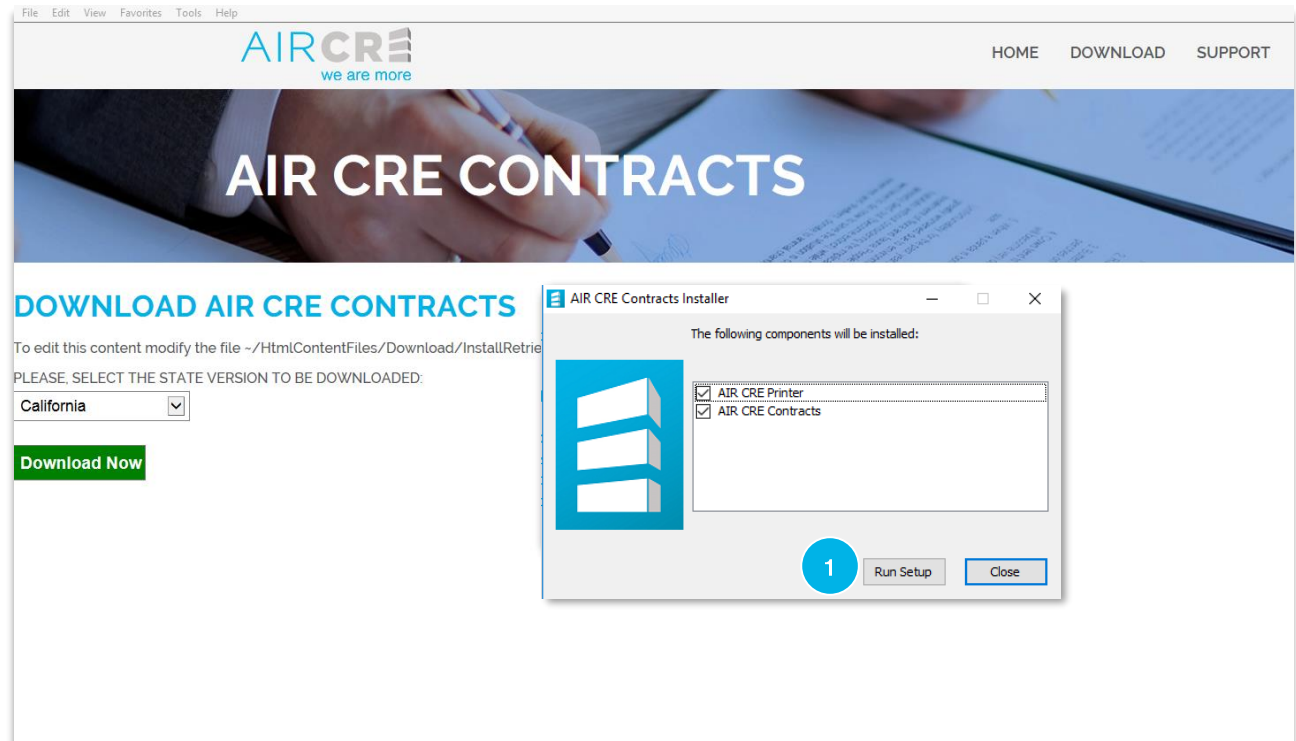 File Edit View Favorites Tools Help
AIRCRE
we are more
HOME DOWNLOAD SUPPORT
AIR CRE CONTRACTS
DOWNLOAD AIR CRE CONTRACTS
To edit this content modify the file ~/HtmlContentFiles/Download/InstallRetrie
PLEASE, SELECT THE STATE VERSION TO BE DOWNLOADED:
California
Download Now
AIR CRE Contracts Installer
The following components will be installed:
AIR CRE Printer
AIR CRE Contracts
1
Run Setup Close